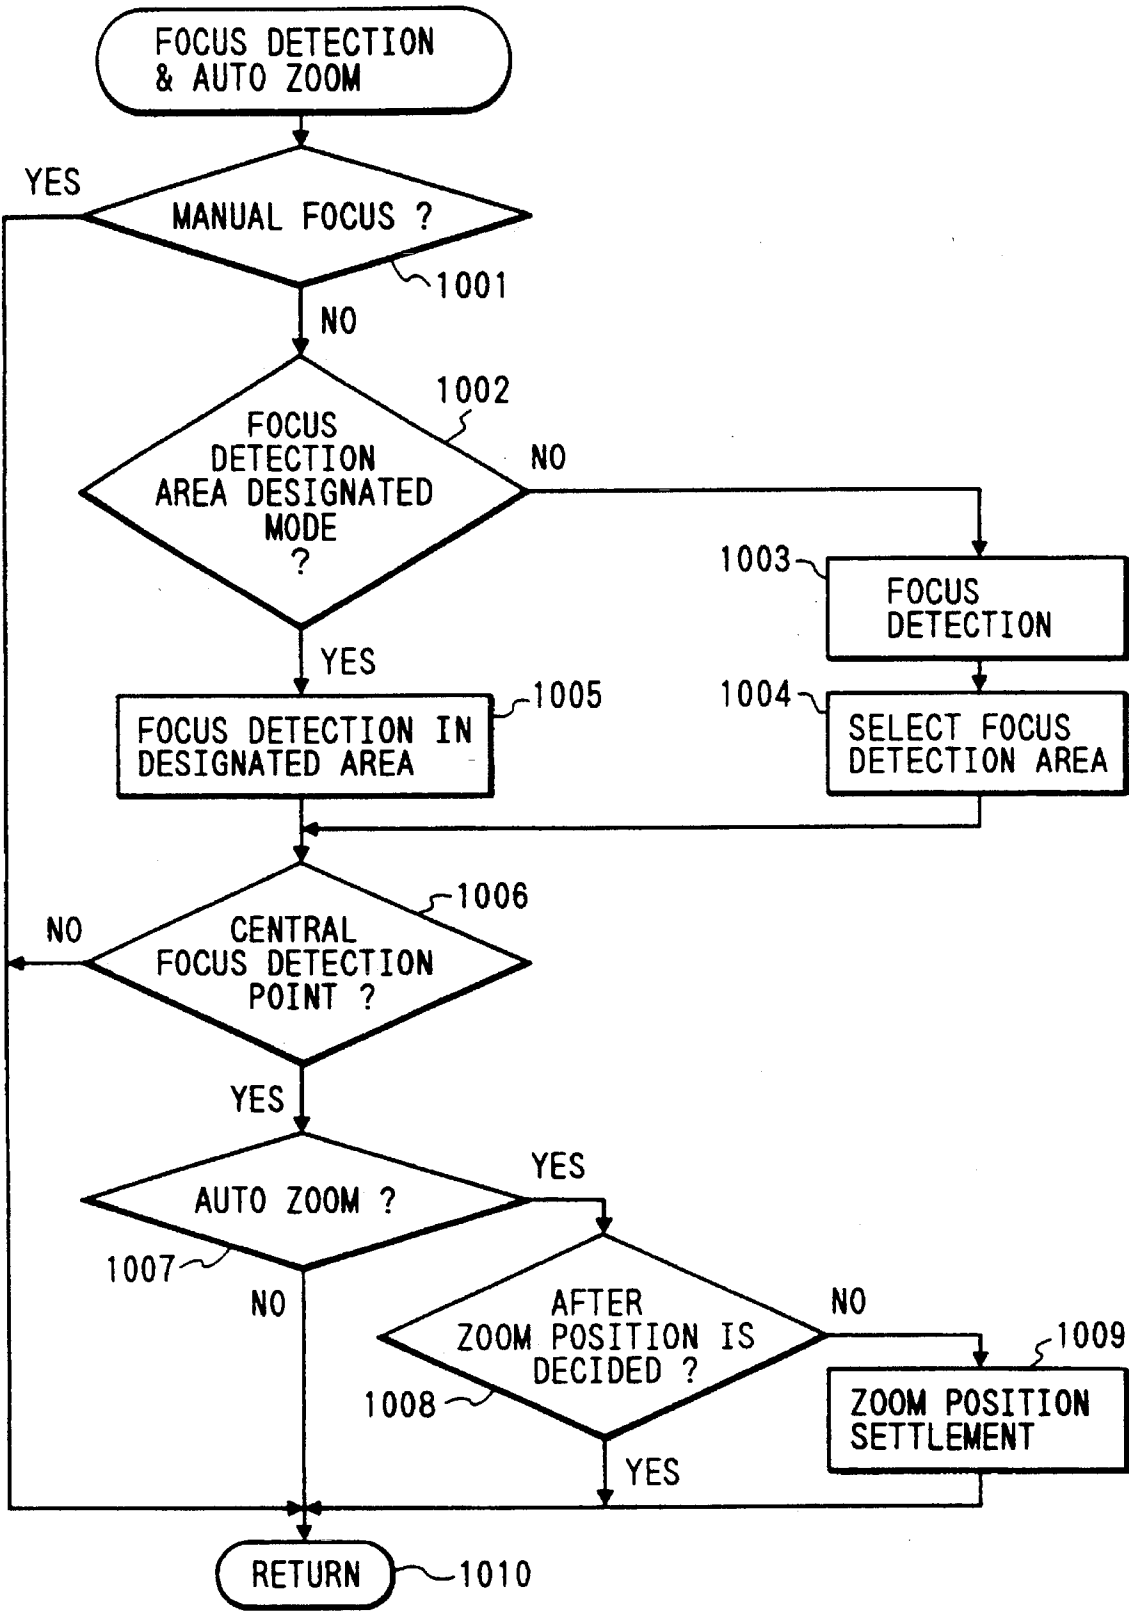 FOCUS DETECTION
& AUTO ZOOM
YES
MANUAL FOCUS ?
1001
NO
1002
FOCUS
DETECTION
AREA DESIGNATED
MODE
?
NO
1003
FOCUS
DETECTION
YES
1005
1004
FOCUS DETECTION IN
DESIGNATED AREA
SELECT FOCUS
DETECTION AREA
1006
NO
CENTRAL
FOCUS DETECTION
POINT ?
YES
YES
AUTO ZOOM ?
1007
NO
AFTER
ZOOM POSITION IS
DECIDED ?
NO
1008
1009
ZOOM POSITION
SETTLEMENT
YES
RETURN
1010